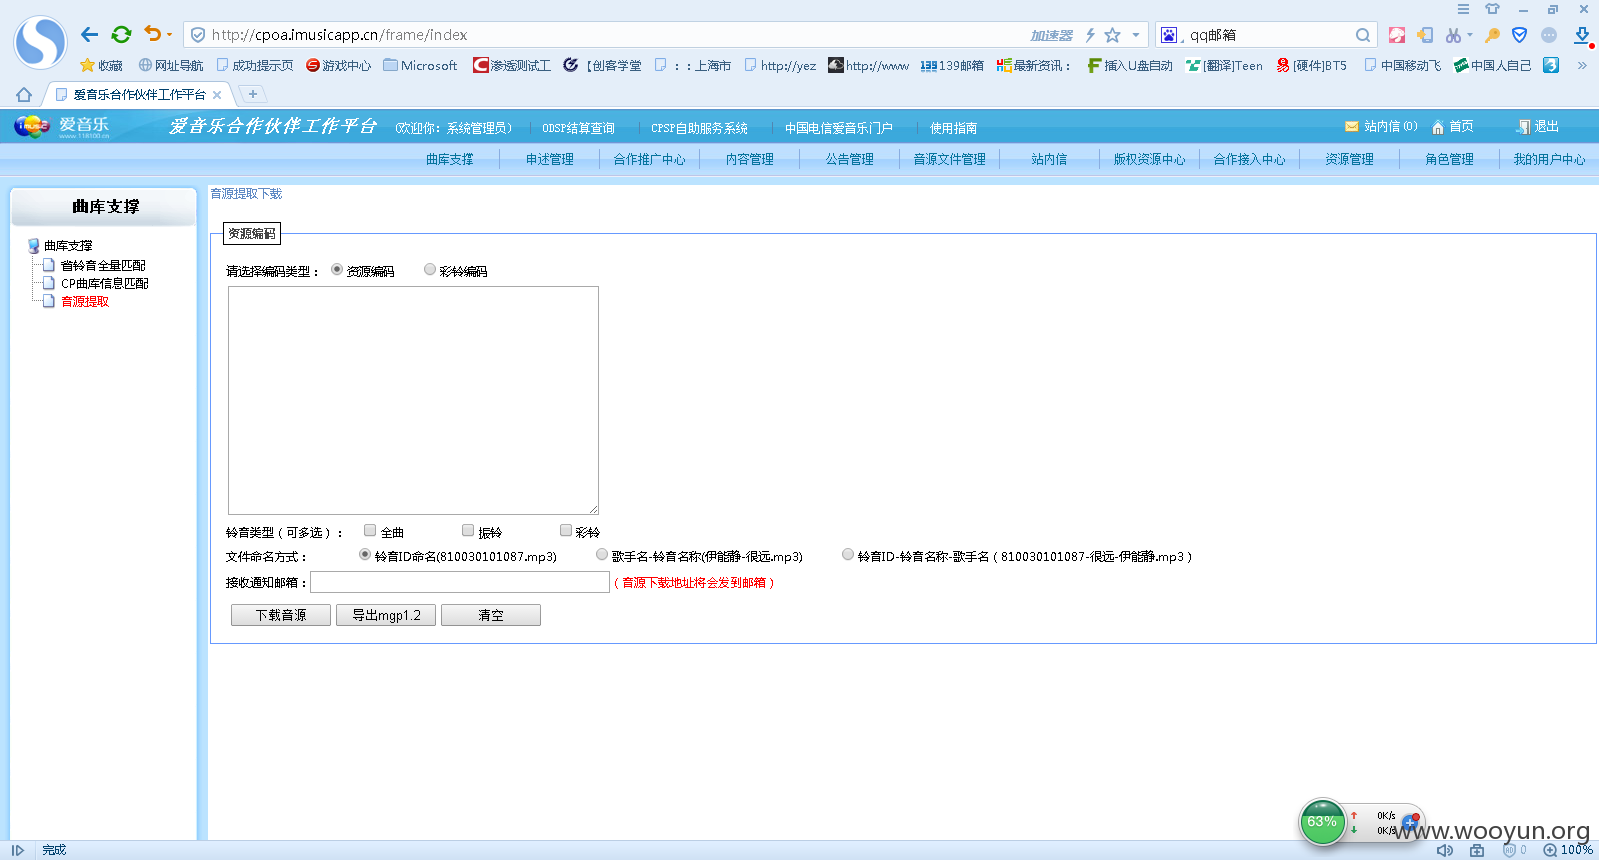 http://cpoa.imusicapp.cn/frame/index 加速器 qq邮箱
收藏 网址导航 成功提示页 游戏中心 Microsoft 渗透测试工 【创客学堂 ：：上海市 http://yez http://www 139邮箱 最新资讯： 插入U盘自动 [翻译]Teen [硬件]BT5 中国移动飞 中国人自己 »
爱音乐合作伙伴工作平台
爱音乐 www.118100.cn 爱音乐合作伙伴工作平台 （欢迎你：系统管理员） ODSP结算查询 CPSP自助服务系统 中国电信爱音乐门户 使用指南 站内信(0) 首页 退出
曲库支撑 申述管理 合作推广中心 内容管理 公告管理 音源文件管理 站内信 版权资源中心 合作接入中心 资源管理 角色管理 我的用户中心
曲库支撑
曲库支撑
省铃音全量匹配
CP曲库信息匹配
音源提取
音源提取下载
资源编码
请选择编码类型： 资源编码 彩铃编码
铃音类型（可多选）： 全曲 振铃 彩铃
文件命名方式： 铃音ID命名(810030101087.mp3) 歌手名-铃音名称(伊能静-很远.mp3) 铃音ID-铃音名称-歌手名（810030101087-很远-伊能静.mp3）
接收通知邮箱： （音源下载地址将会发到邮箱）
下载音源 导出mgp1.2 清空
63% 0K/s
0K/s
www.wooyun.org
完成 0 100%